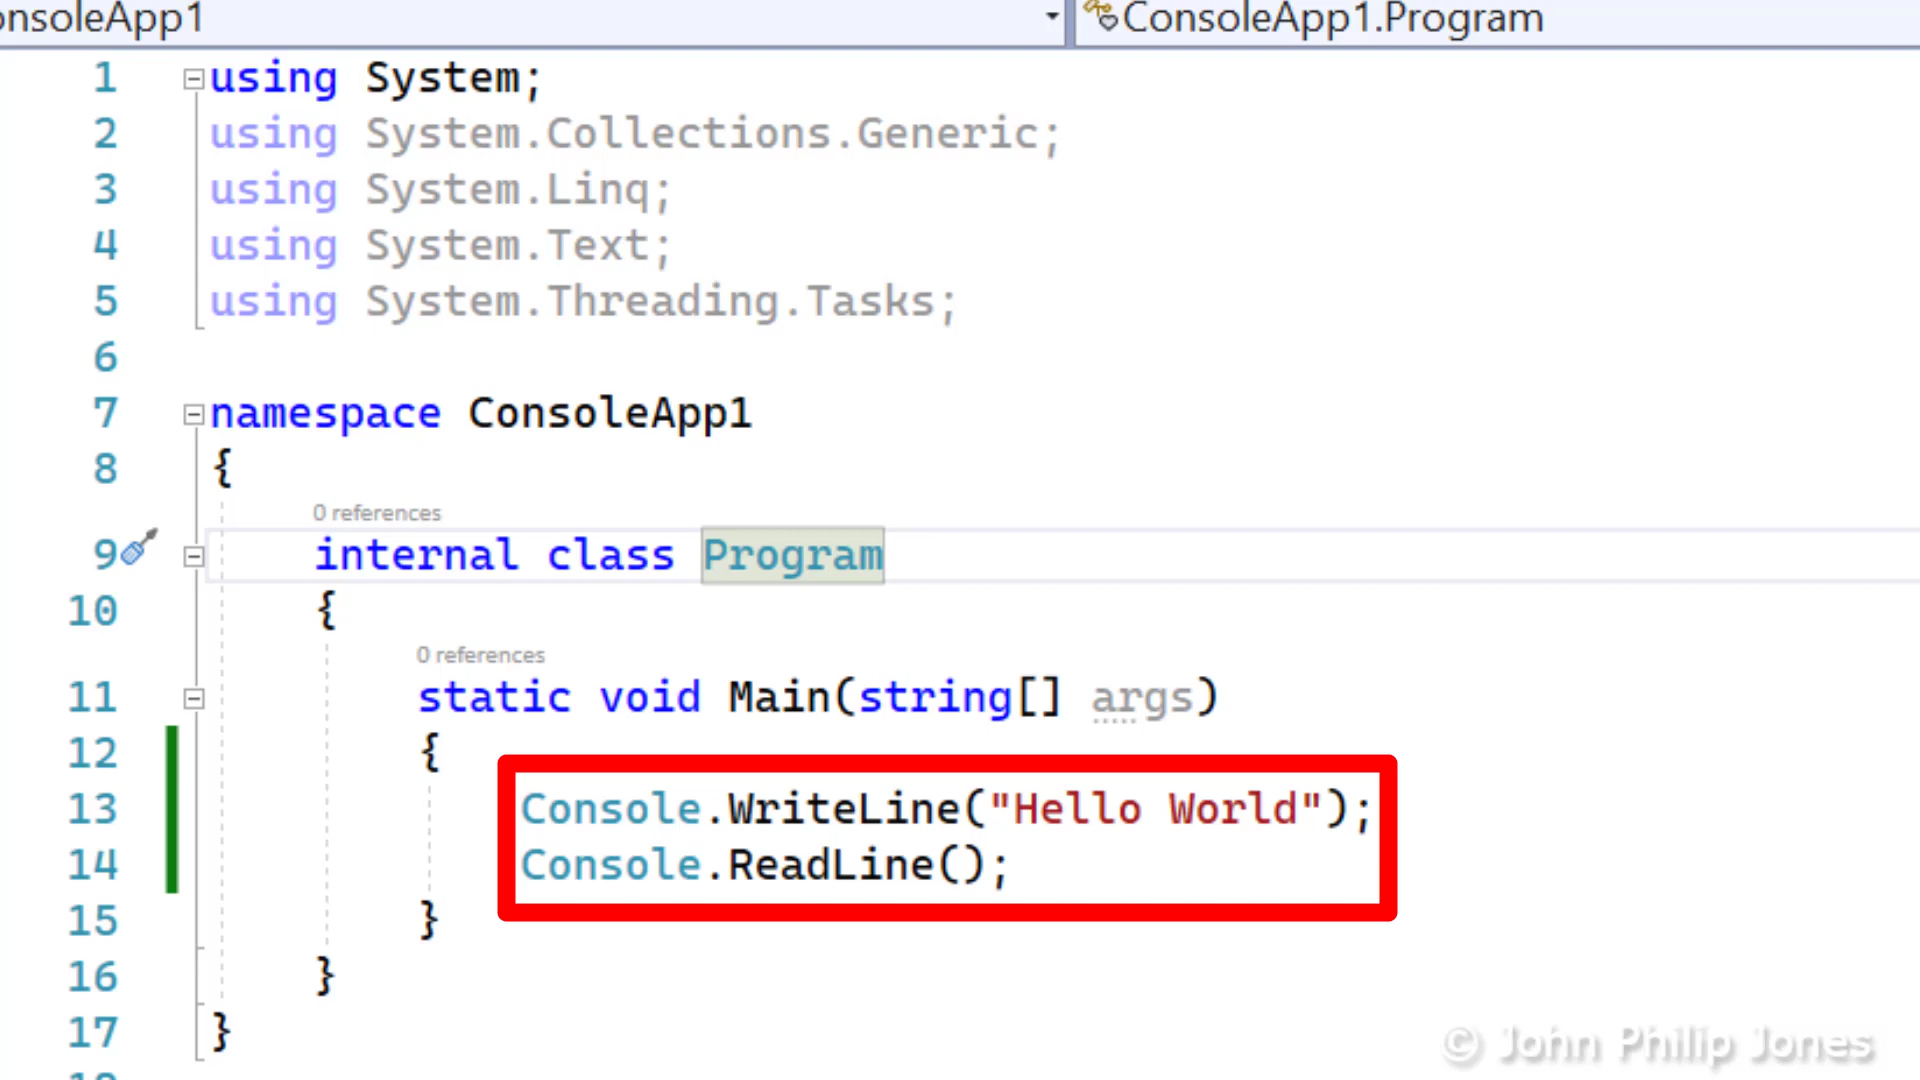 onsoleApp1
ConsoleApp1.Program
1 using System;
2 using System.Collections.Generic;
3 using System.Linq;
4 using System.Text;
5 using System.Threading.Tasks;
6
7 namespace ConsoleApp1
8 {
0 references
9 internal class Program
10 {
0 references
11 static void Main(string[] args)
12 {
13 Console.WriteLine("Hello World");
14 Console.ReadLine();
15 }
16 }
17 }
© John Philip Jones